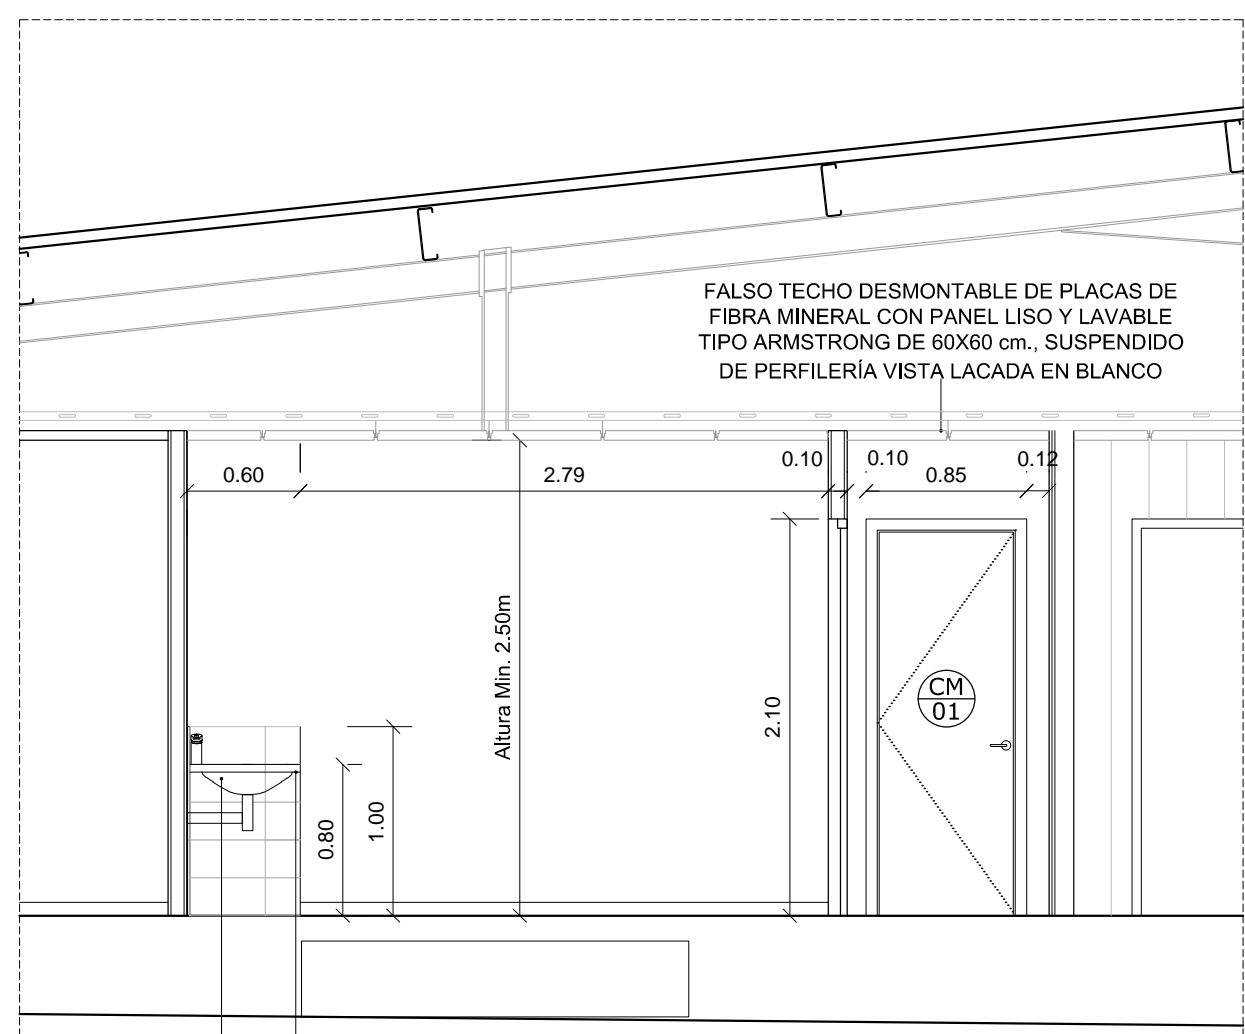 FALSO TECHO DESMONTABLE DE PLACAS DE
FIBRA MINERAL CON PANEL LISO Y LAVABLE
TIPO ARMSTRONG DE 60X60 cm., SUSPENDIDO
DE PERFILERÍA VISTA LACADA EN BLANCO
0.60
2.79
0.10
0.10
0.85
0.12
Altura Min. 2.50m
2.10
CM
01
0.80
1.00